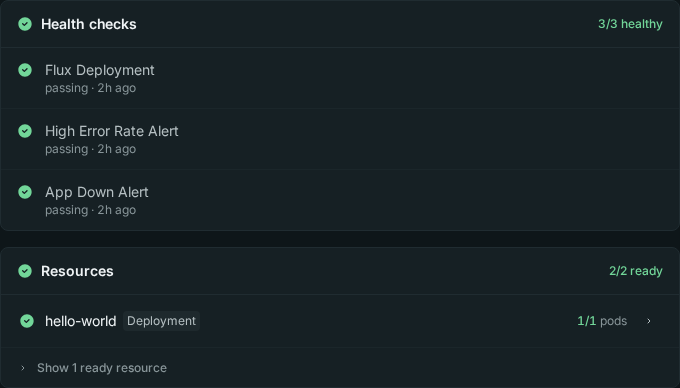 Health checks 3/3 healthy
Flux Deployment
passing · 2h ago
High Error Rate Alert
passing · 2h ago
App Down Alert
passing · 2h ago
Resources 2/2 ready
hello-world Deployment 1/1 pods
Show 1 ready resource